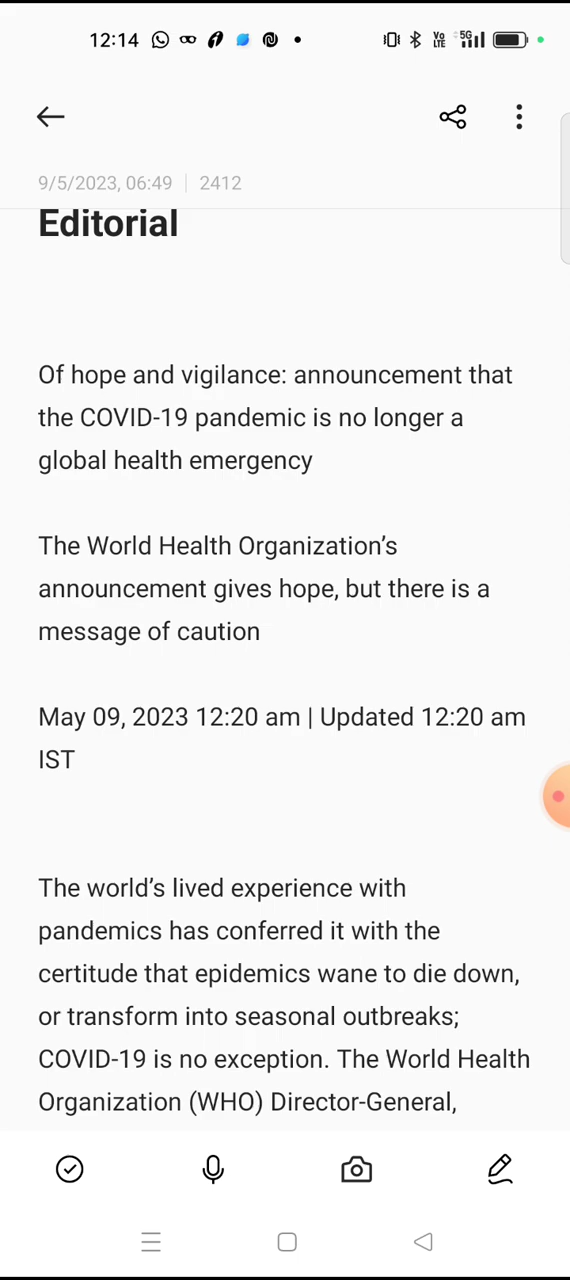 12:14 VO LTE 5G
9/5/2023, 06:49 | 2412
Editorial
Of hope and vigilance: announcement that
the COVID-19 pandemic is no longer a
global health emergency
The World Health Organization’s
announcement gives hope, but there is a
message of caution
May 09, 2023 12:20 am | Updated 12:20 am
IST
The world’s lived experience with
pandemics has conferred it with the
certitude that epidemics wane to die down,
or transform into seasonal outbreaks;
COVID-19 is no exception. The World Health
Organization (WHO) Director-General,